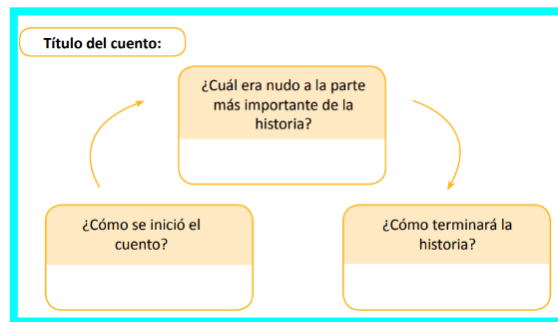 Título del cuento:
¿Cuál era nudo a la parte
más importante de la
historia?
¿Cómo se inició el
cuento?
¿Cómo terminará la
historia?